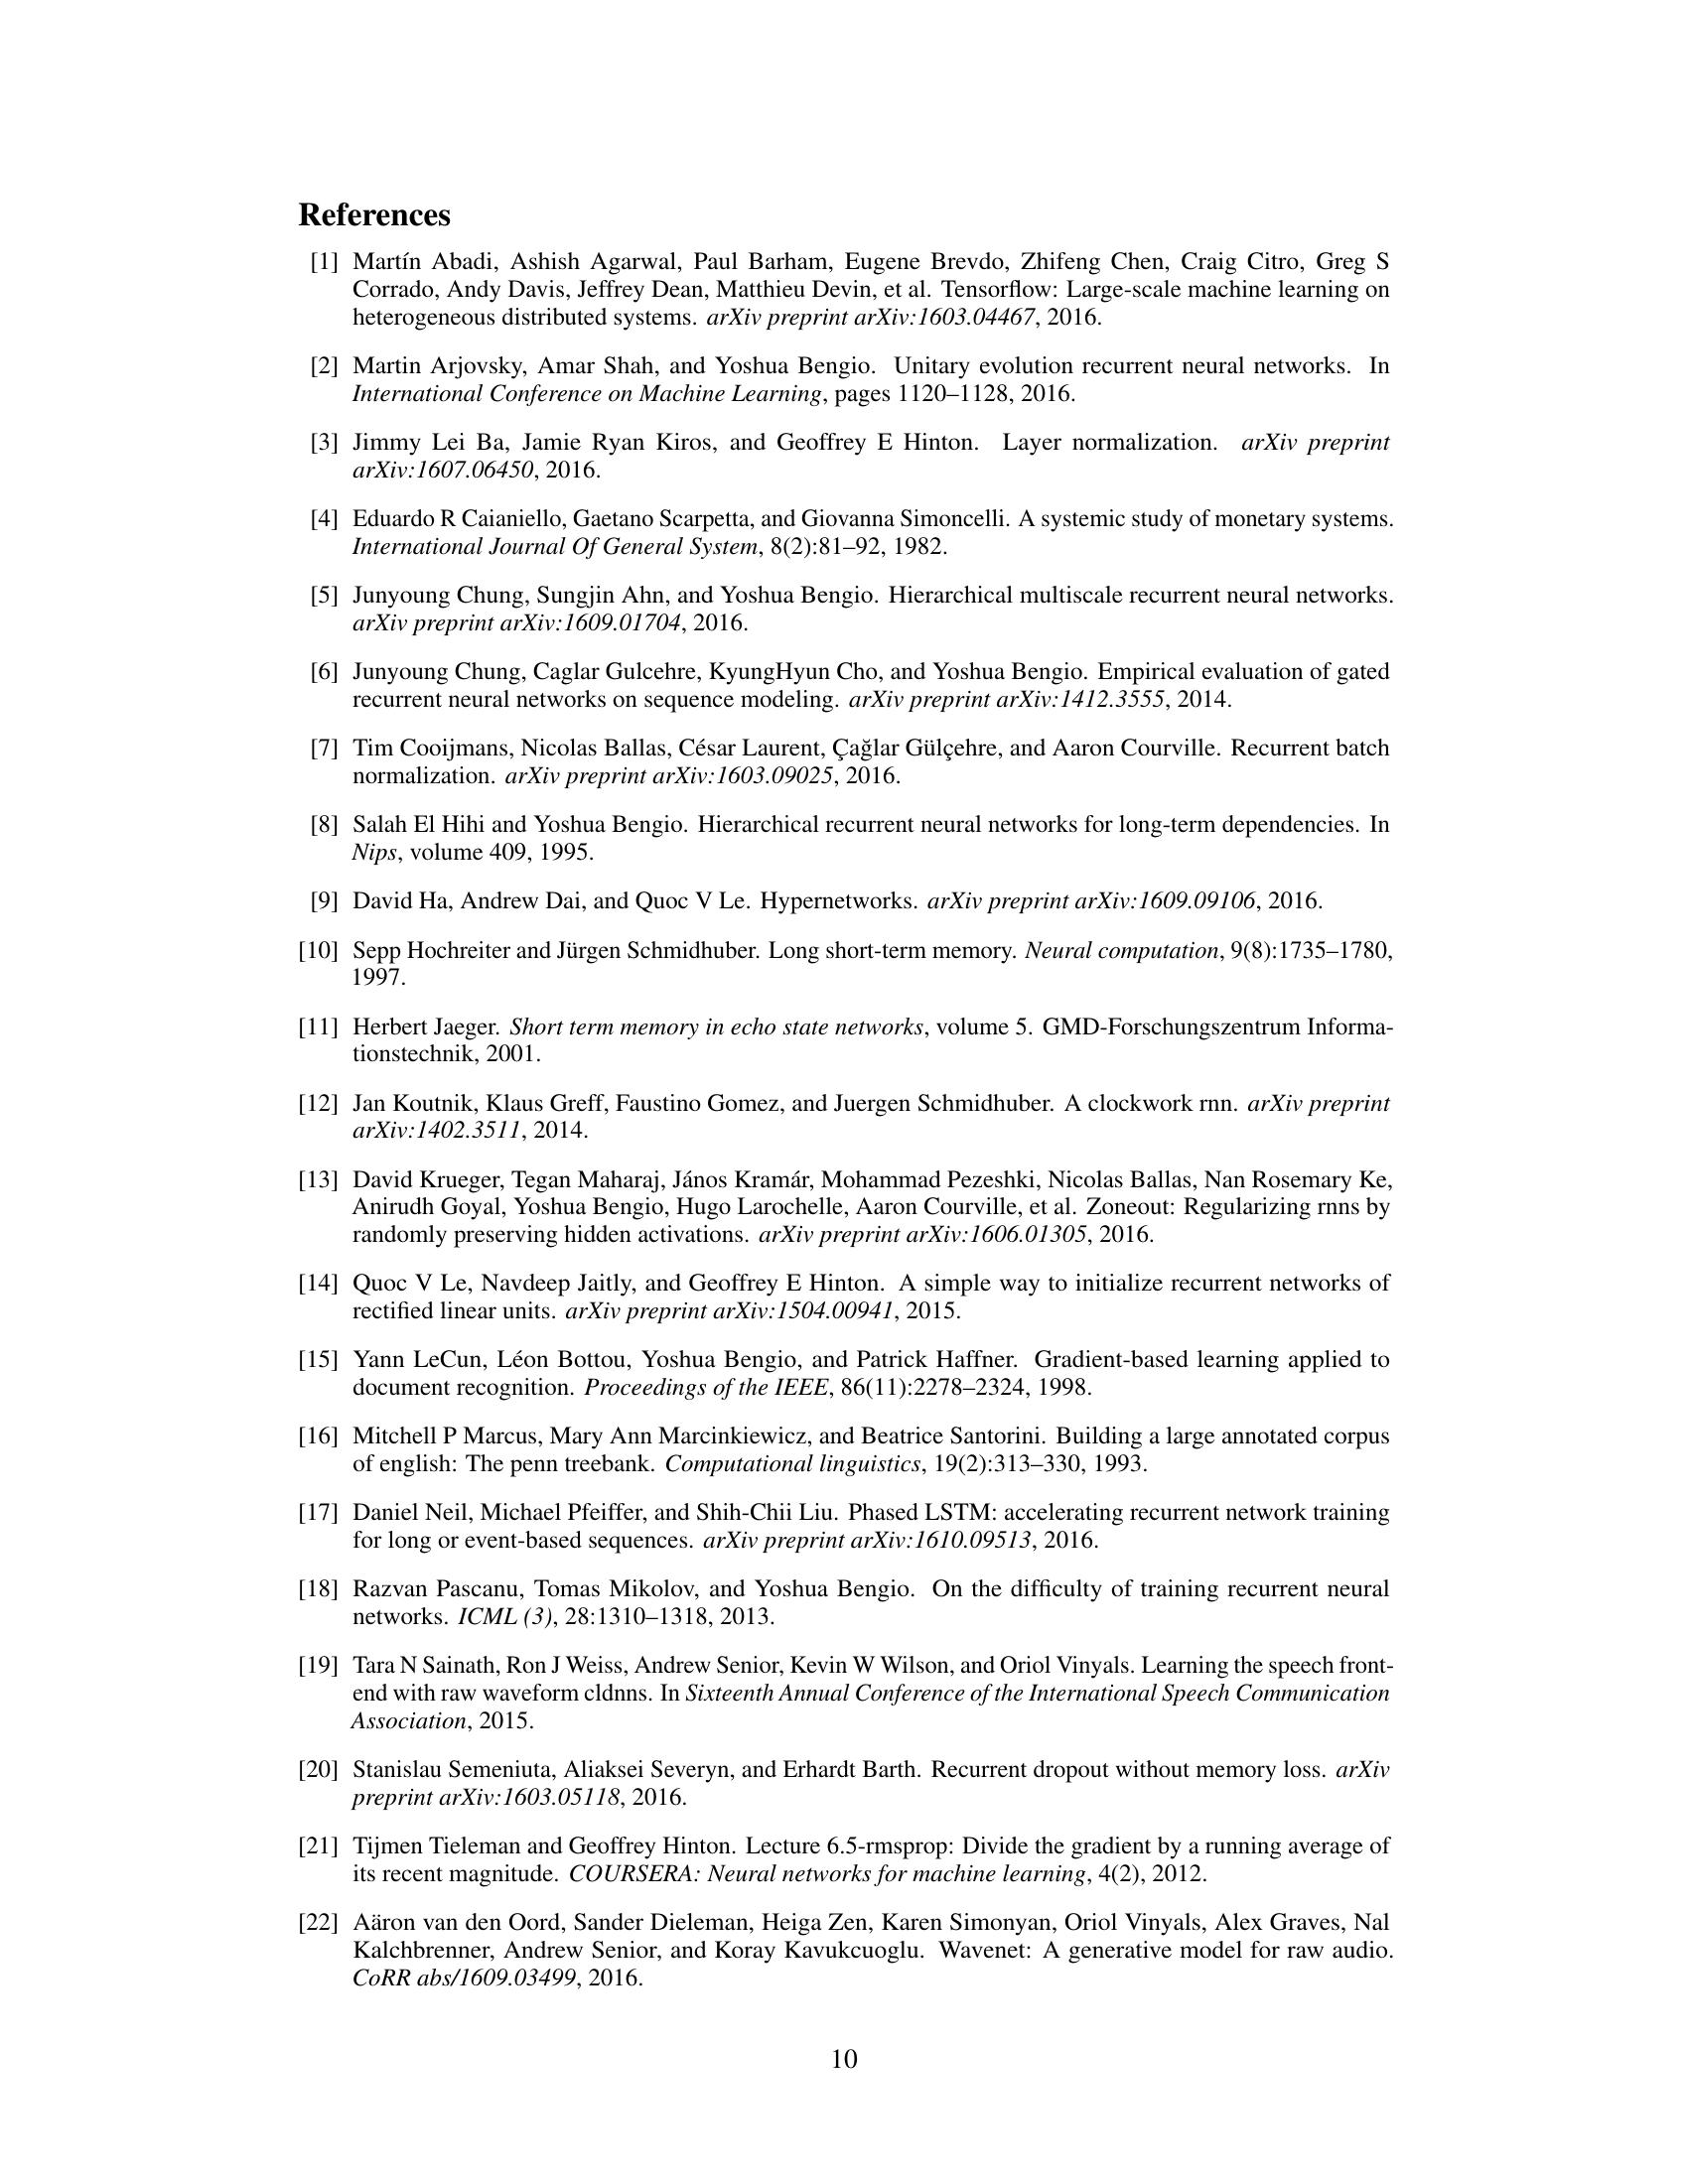 References
[1] Martín Abadi, Ashish Agarwal, Paul Barham, Eugene Brevdo, Zhifeng Chen, Craig Citro, Greg S
Corrado, Andy Davis, Jeffrey Dean, Matthieu Devin, et al. Tensorflow: Large-scale machine learning on
heterogeneous distributed systems. arXiv preprint arXiv:1603.04467, 2016.
[2] Martin Arjovsky, Amar Shah, and Yoshua Bengio. Unitary evolution recurrent neural networks. In
International Conference on Machine Learning, pages 1120–1128, 2016.
[3] Jimmy Lei Ba, Jamie Ryan Kiros, and Geoffrey E Hinton. Layer normalization. arXiv preprint
arXiv:1607.06450, 2016.
[4] Eduardo R Caianiello, Gaetano Scarpetta, and Giovanna Simoncelli. A systemic study of monetary systems.
International Journal Of General System, 8(2):81–92, 1982.
[5] Junyoung Chung, Sungjin Ahn, and Yoshua Bengio. Hierarchical multiscale recurrent neural networks.
arXiv preprint arXiv:1609.01704, 2016.
[6] Junyoung Chung, Caglar Gulcehre, KyungHyun Cho, and Yoshua Bengio. Empirical evaluation of gated
recurrent neural networks on sequence modeling. arXiv preprint arXiv:1412.3555, 2014.
[7] Tim Cooijmans, Nicolas Ballas, César Laurent, Çağlar Gülçehre, and Aaron Courville. Recurrent batch
normalization. arXiv preprint arXiv:1603.09025, 2016.
[8] Salah El Hihi and Yoshua Bengio. Hierarchical recurrent neural networks for long-term dependencies. In
Nips, volume 409, 1995.
[9] David Ha, Andrew Dai, and Quoc V Le. Hypernetworks. arXiv preprint arXiv:1609.09106, 2016.
[10] Sepp Hochreiter and Jürgen Schmidhuber. Long short-term memory. Neural computation, 9(8):1735–1780,
1997.
[11] Herbert Jaeger. Short term memory in echo state networks, volume 5. GMD-Forschungszentrum Informa-
tionstechnik, 2001.
[12] Jan Koutnik, Klaus Greff, Faustino Gomez, and Juergen Schmidhuber. A clockwork rnn. arXiv preprint
arXiv:1402.3511, 2014.
[13] David Krueger, Tegan Maharaj, János Kramár, Mohammad Pezeshki, Nicolas Ballas, Nan Rosemary Ke,
Anirudh Goyal, Yoshua Bengio, Hugo Larochelle, Aaron Courville, et al. Zoneout: Regularizing rnns by
randomly preserving hidden activations. arXiv preprint arXiv:1606.01305, 2016.
[14] Quoc V Le, Navdeep Jaitly, and Geoffrey E Hinton. A simple way to initialize recurrent networks of
rectified linear units. arXiv preprint arXiv:1504.00941, 2015.
[15] Yann LeCun, Léon Bottou, Yoshua Bengio, and Patrick Haffner. Gradient-based learning applied to
document recognition. Proceedings of the IEEE, 86(11):2278–2324, 1998.
[16] Mitchell P Marcus, Mary Ann Marcinkiewicz, and Beatrice Santorini. Building a large annotated corpus
of english: The penn treebank. Computational linguistics, 19(2):313–330, 1993.
[17] Daniel Neil, Michael Pfeiffer, and Shih-Chii Liu. Phased LSTM: accelerating recurrent network training
for long or event-based sequences. arXiv preprint arXiv:1610.09513, 2016.
[18] Razvan Pascanu, Tomas Mikolov, and Yoshua Bengio. On the difficulty of training recurrent neural
networks. ICML (3), 28:1310–1318, 2013.
[19] Tara N Sainath, Ron J Weiss, Andrew Senior, Kevin W Wilson, and Oriol Vinyals. Learning the speech front-
end with raw waveform cldnns. In Sixteenth Annual Conference of the International Speech Communication
Association, 2015.
[20] Stanislau Semeniuta, Aliaksei Severyn, and Erhardt Barth. Recurrent dropout without memory loss. arXiv
preprint arXiv:1603.05118, 2016.
[21] Tijmen Tieleman and Geoffrey Hinton. Lecture 6.5-rmsprop: Divide the gradient by a running average of
its recent magnitude. COURSERA: Neural networks for machine learning, 4(2), 2012.
[22] Aäron van den Oord, Sander Dieleman, Heiga Zen, Karen Simonyan, Oriol Vinyals, Alex Graves, Nal
Kalchbrenner, Andrew Senior, and Koray Kavukcuoglu. Wavenet: A generative model for raw audio.
CoRR abs/1609.03499, 2016.
10